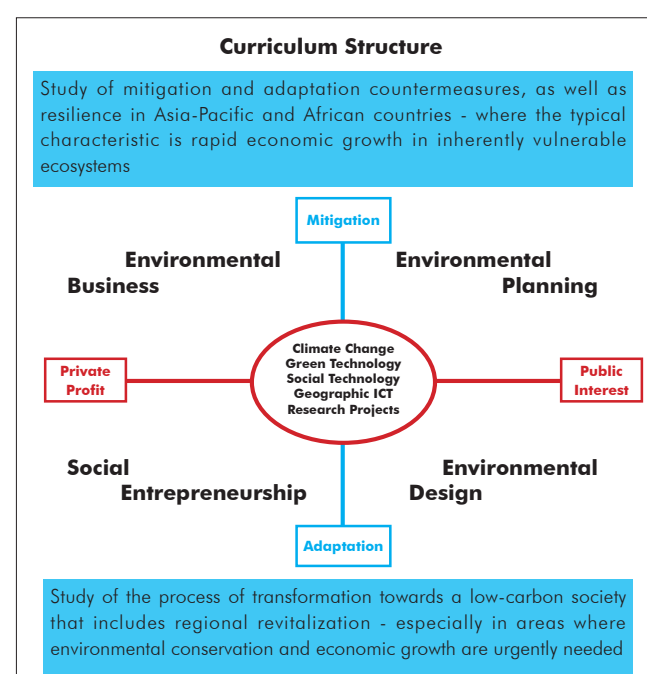 Curriculum Structure
Study of mitigation and adaptation countermeasures, as well as
resilience in Asia-Pacific and African countries - where the typical
characteristic is rapid economic growth in inherently vulnerable
ecosystems
Mitigation
Environmental
Business
Environmental
Planning
Private
Profit
Climate Change
Green Technology
Social Technology
Geographic ICT
Research Projects
Public
Interest
Social
Entrepreneurship
Environmental
Design
Adaptation
Study of the process of transformation towards a low-carbon society
that includes regional revitalization - especially in areas where
environmental conservation and economic growth are urgently needed